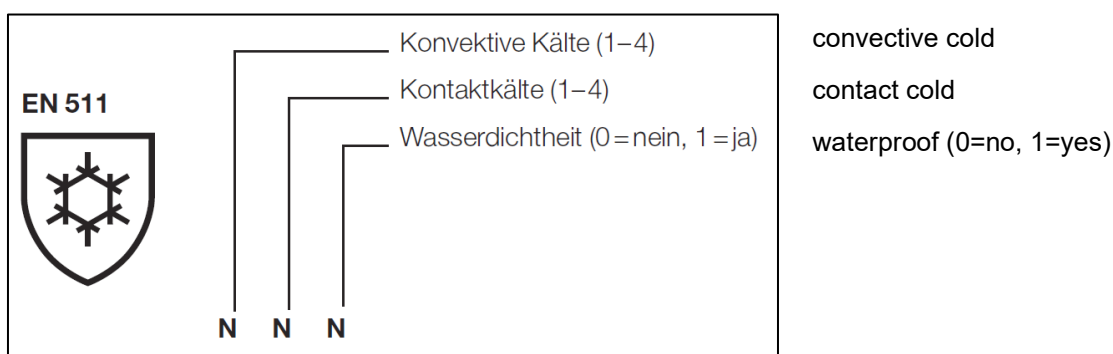 Konvektive Kälte (1–4) convective cold
Kontaktkälte (1–4) contact cold
EN 511
Wasserdichtheit (0=nein, 1=ja) waterproof (0=no, 1=yes)
N N N